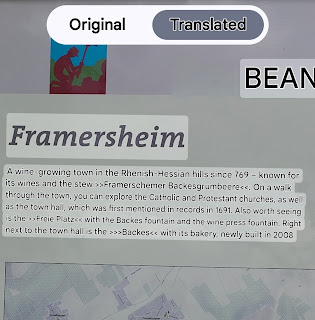 Original
Translated
BEAN
Framersheim
A wine-growing town in the Rhenish-Hessian hills since 769 – known for
its wines and the stew >>Framerschemer Backesgrumbeere<<. On a walk
through the town, you can explore the Catholic and Protestant churches, as well
as the town hall, which was first mentioned in records in 1691. Also worth seeing
is the >>Freie Platz<< with the Backes fountain and the wine press fountain. Right
next to the town hall is the >>>Backes<< with its bakery, newly built in 2008